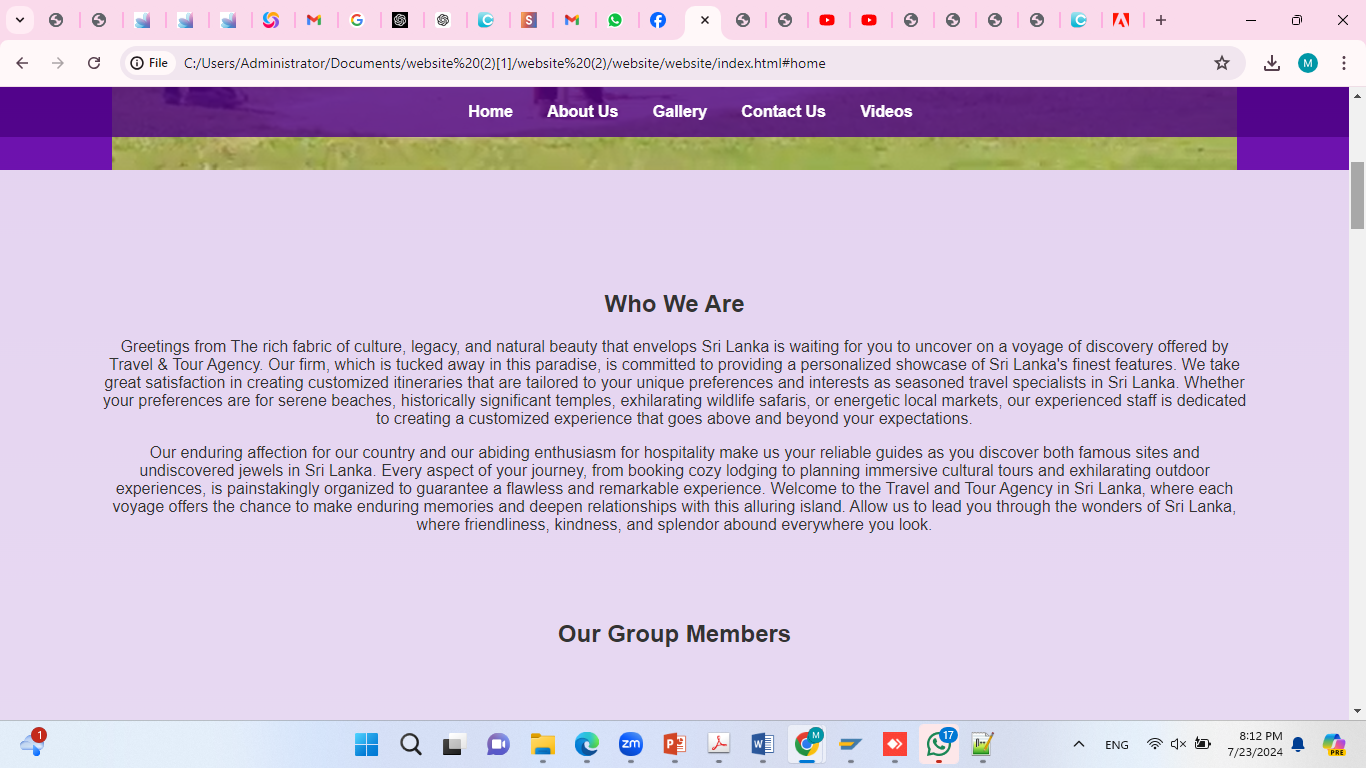 File
C:/Users/Administrator/Documents/website%20(2)[1]/website%20(2)/website/website/index.html#home
M
Home About Us Gallery Contact Us Videos
Who We Are
Greetings from The rich fabric of culture, legacy, and natural beauty that envelops Sri Lanka is waiting for you to uncover on a voyage of discovery offered by
Travel & Tour Agency. Our firm, which is tucked away in this paradise, is committed to providing a personalized showcase of Sri Lanka's finest features. We take
great satisfaction in creating customized itineraries that are tailored to your unique preferences and interests as seasoned travel specialists in Sri Lanka. Whether
your preferences are for serene beaches, historically significant temples, exhilarating wildlife safaris, or energetic local markets, our experienced staff is dedicated
to creating a customized experience that goes above and beyond your expectations.
Our enduring affection for our country and our abiding enthusiasm for hospitality make us your reliable guides as you discover both famous sites and
undiscovered jewels in Sri Lanka. Every aspect of your journey, from booking cozy lodging to planning immersive cultural tours and exhilarating outdoor
experiences, is painstakingly organized to guarantee a flawless and remarkable experience. Welcome to the Travel and Tour Agency in Sri Lanka, where each
voyage offers the chance to make enduring memories and deepen relationships with this alluring island. Allow us to lead you through the wonders of Sri Lanka,
where friendliness, kindness, and splendor abound everywhere you look.
Our Group Members
1
zm
M
17
ENG
8:12 PM
7/23/2024
PRE